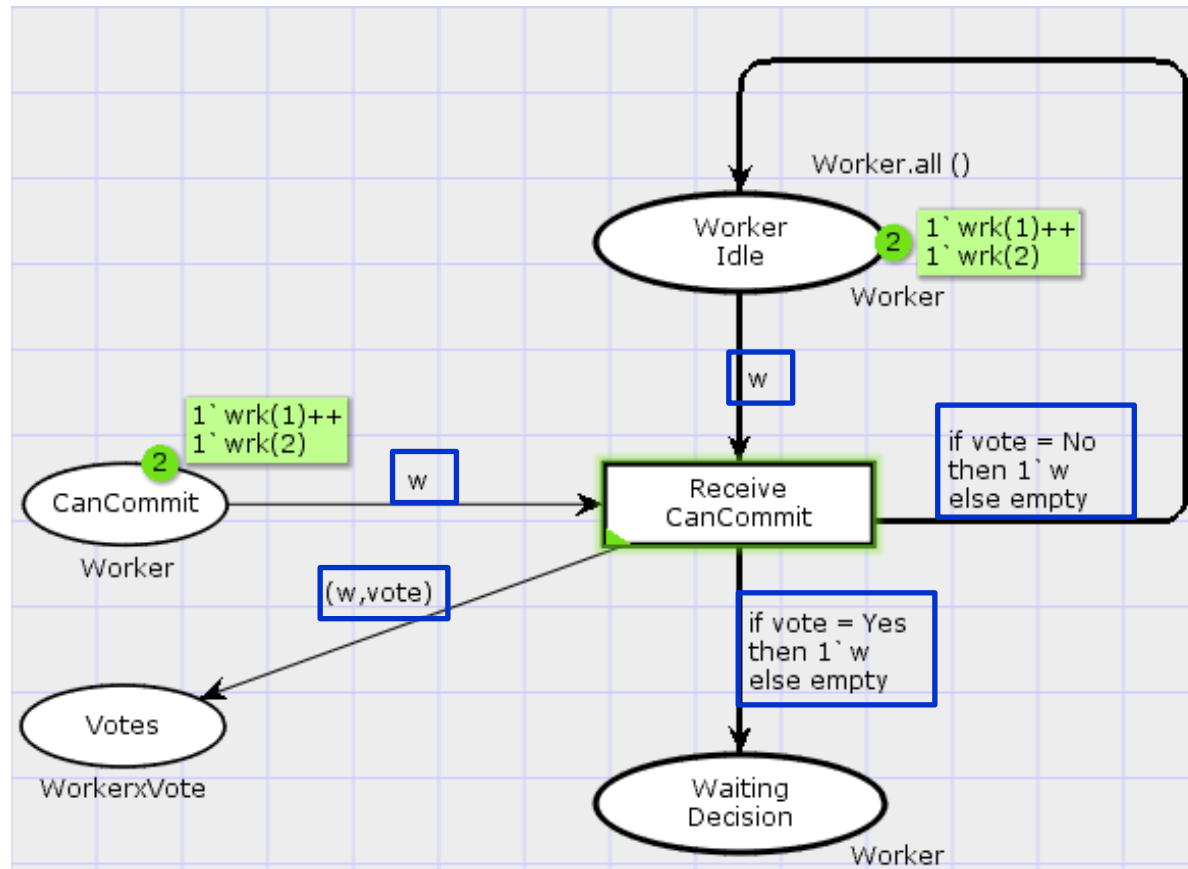 Worker.all ()
Worker
Idle
2
1`wrk(1)++
1`wrk(2)
Worker
w
1`wrk(1)++
1`wrk(2)
2
CanCommit
Worker
w
Receive
CanCommit
if vote = No
then 1`w
else empty
(w,vote)
if vote = Yes
then 1`w
else empty
Votes
WorkerxVote
Waiting
Decision
Worker